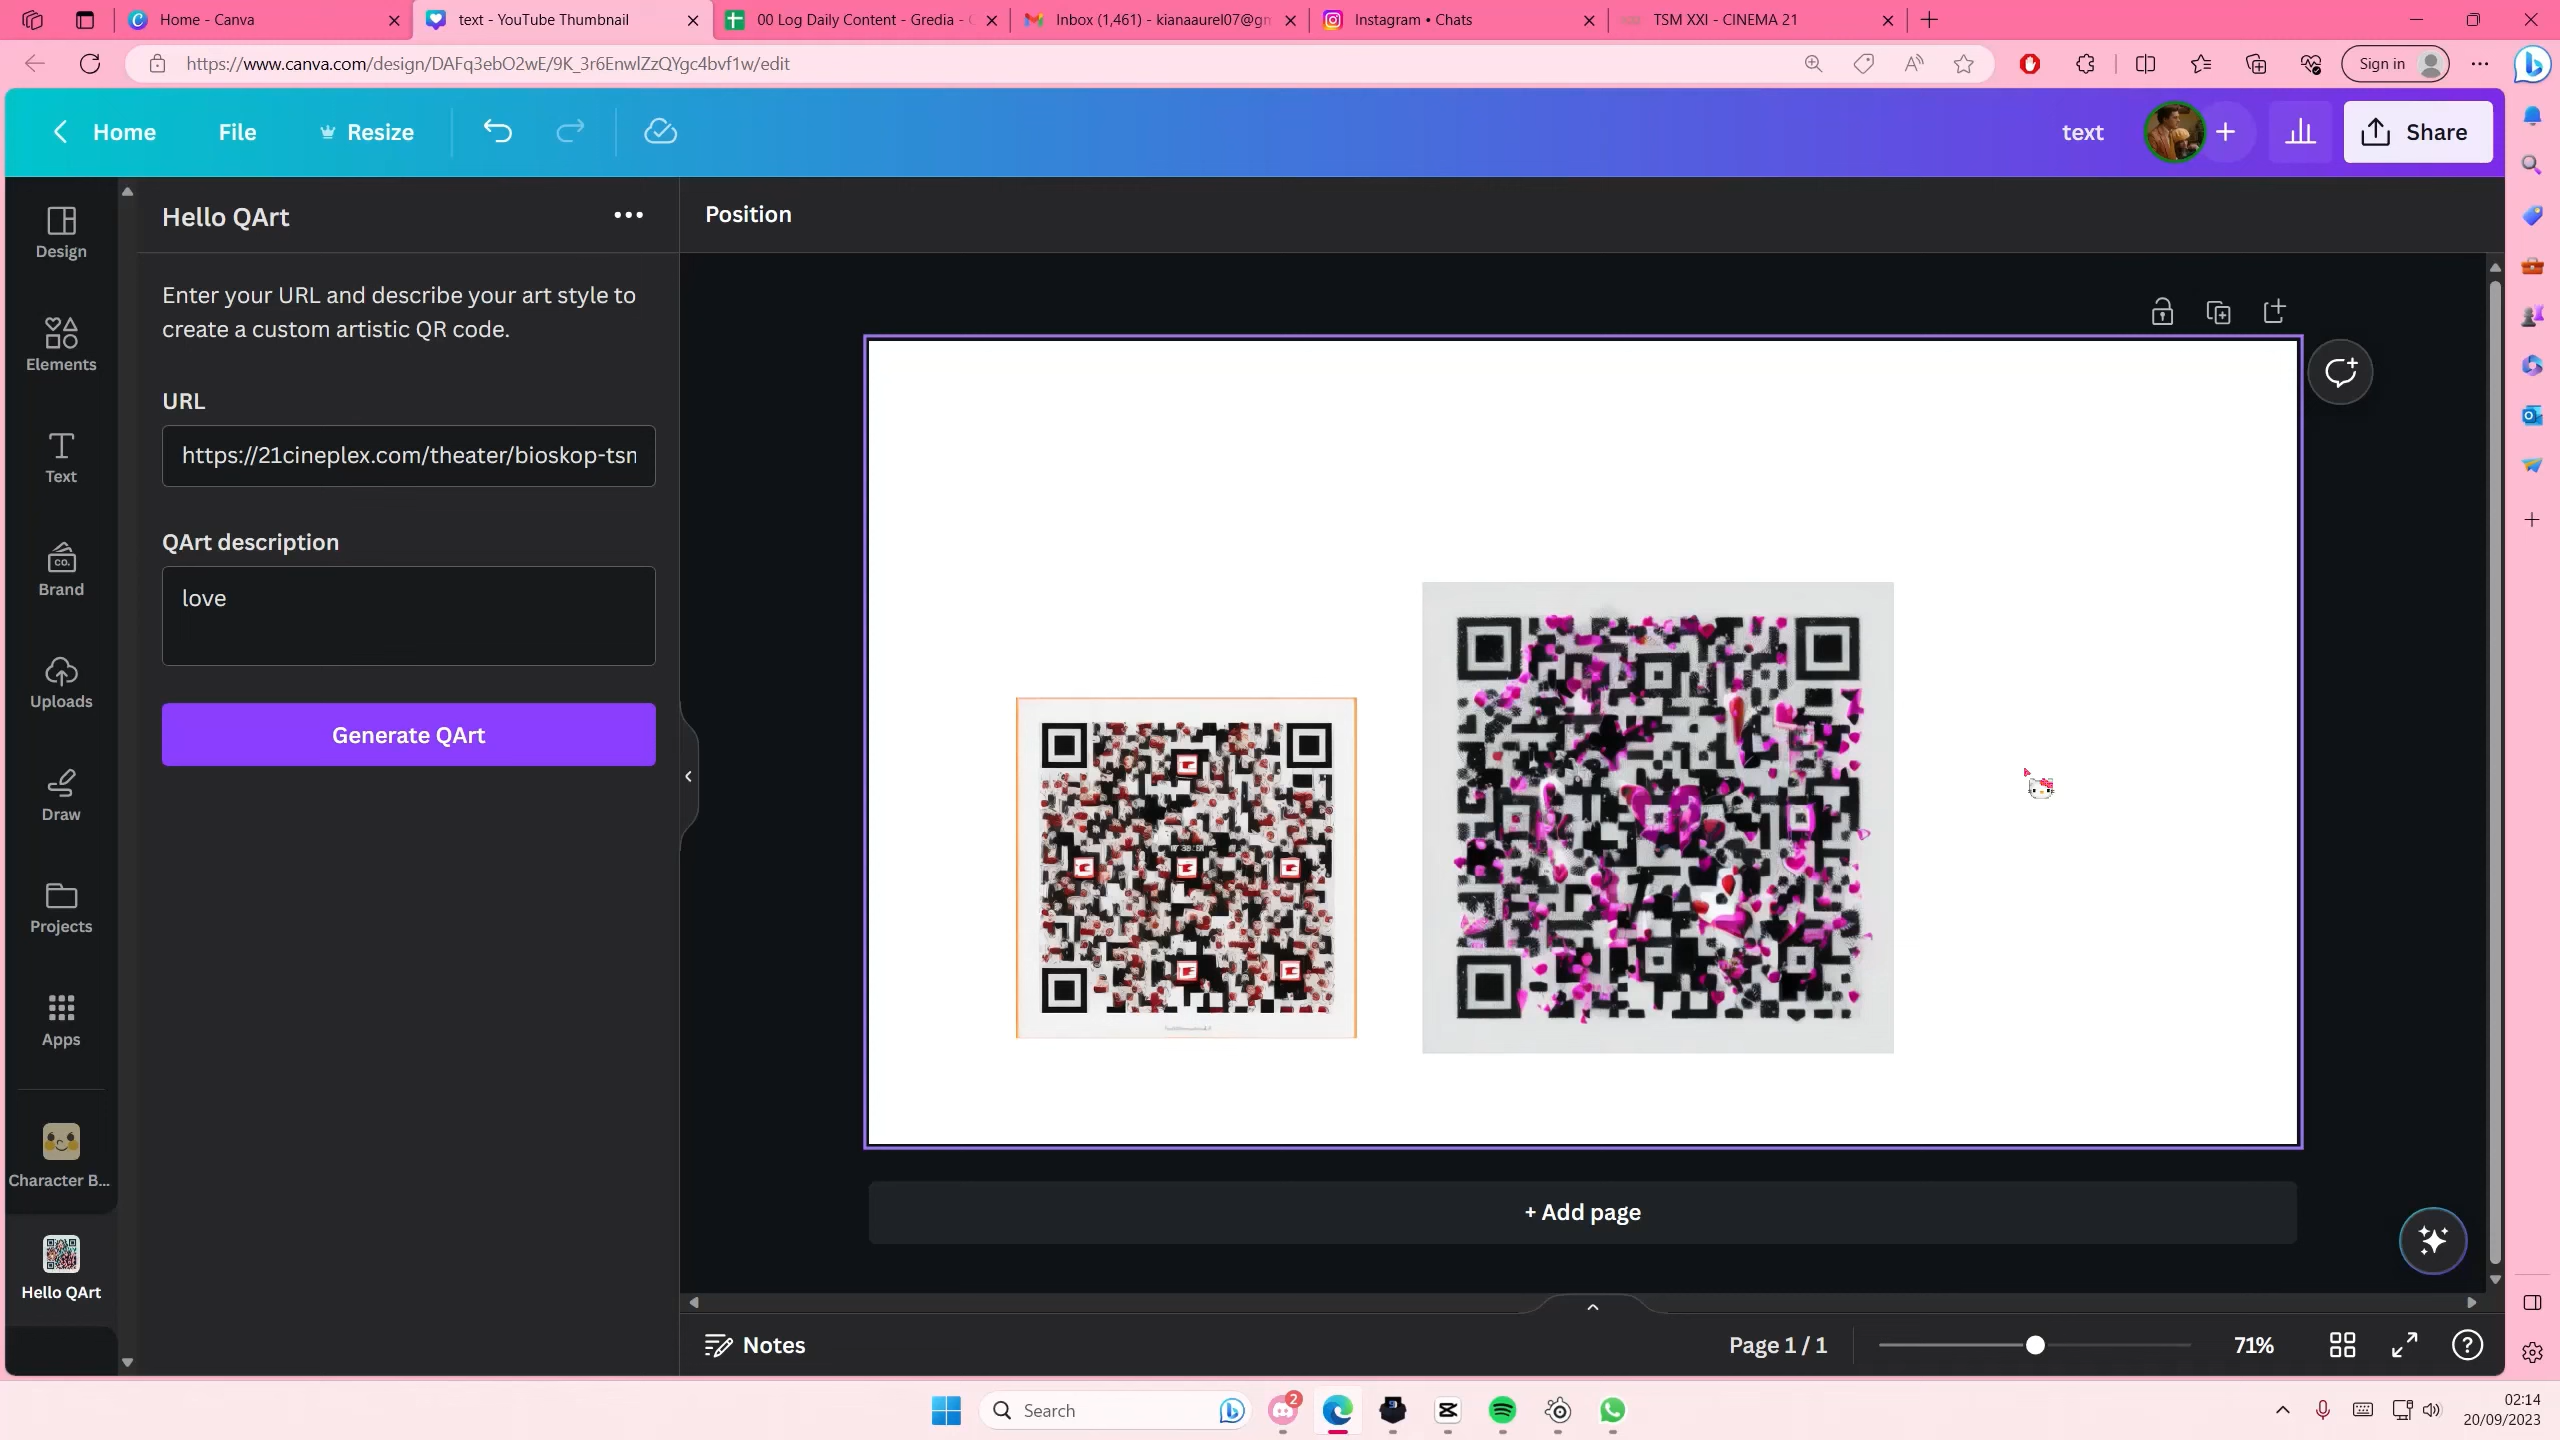 Home - Canva
text - YouTube Thumbnail
00 Log Daily Content - Gredia -
Inbox (1,461) - kianaaurel07@gm
Instagram • Chats
TSM XXI - CINEMA 21
https://www.canva.com/design/DAFq3ebO2wE/9K_3r6EnwlZzQYgc4bvf1w/edit
Sign in
Home
File
Resize
text
Share
Design
Elements
Text
Brand
Uploads
Draw
Projects
Apps
Character B...
Hello QArt
Hello QArt
Enter your URL and describe your art style to
create a custom artistic QR code.
URL
https://21cineplex.com/theater/bioskop-tsn
QArt description
love
Generate QArt
Position
+ Add page
Notes
Page 1 / 1
71%
Search
2
02:14
20/09/2023